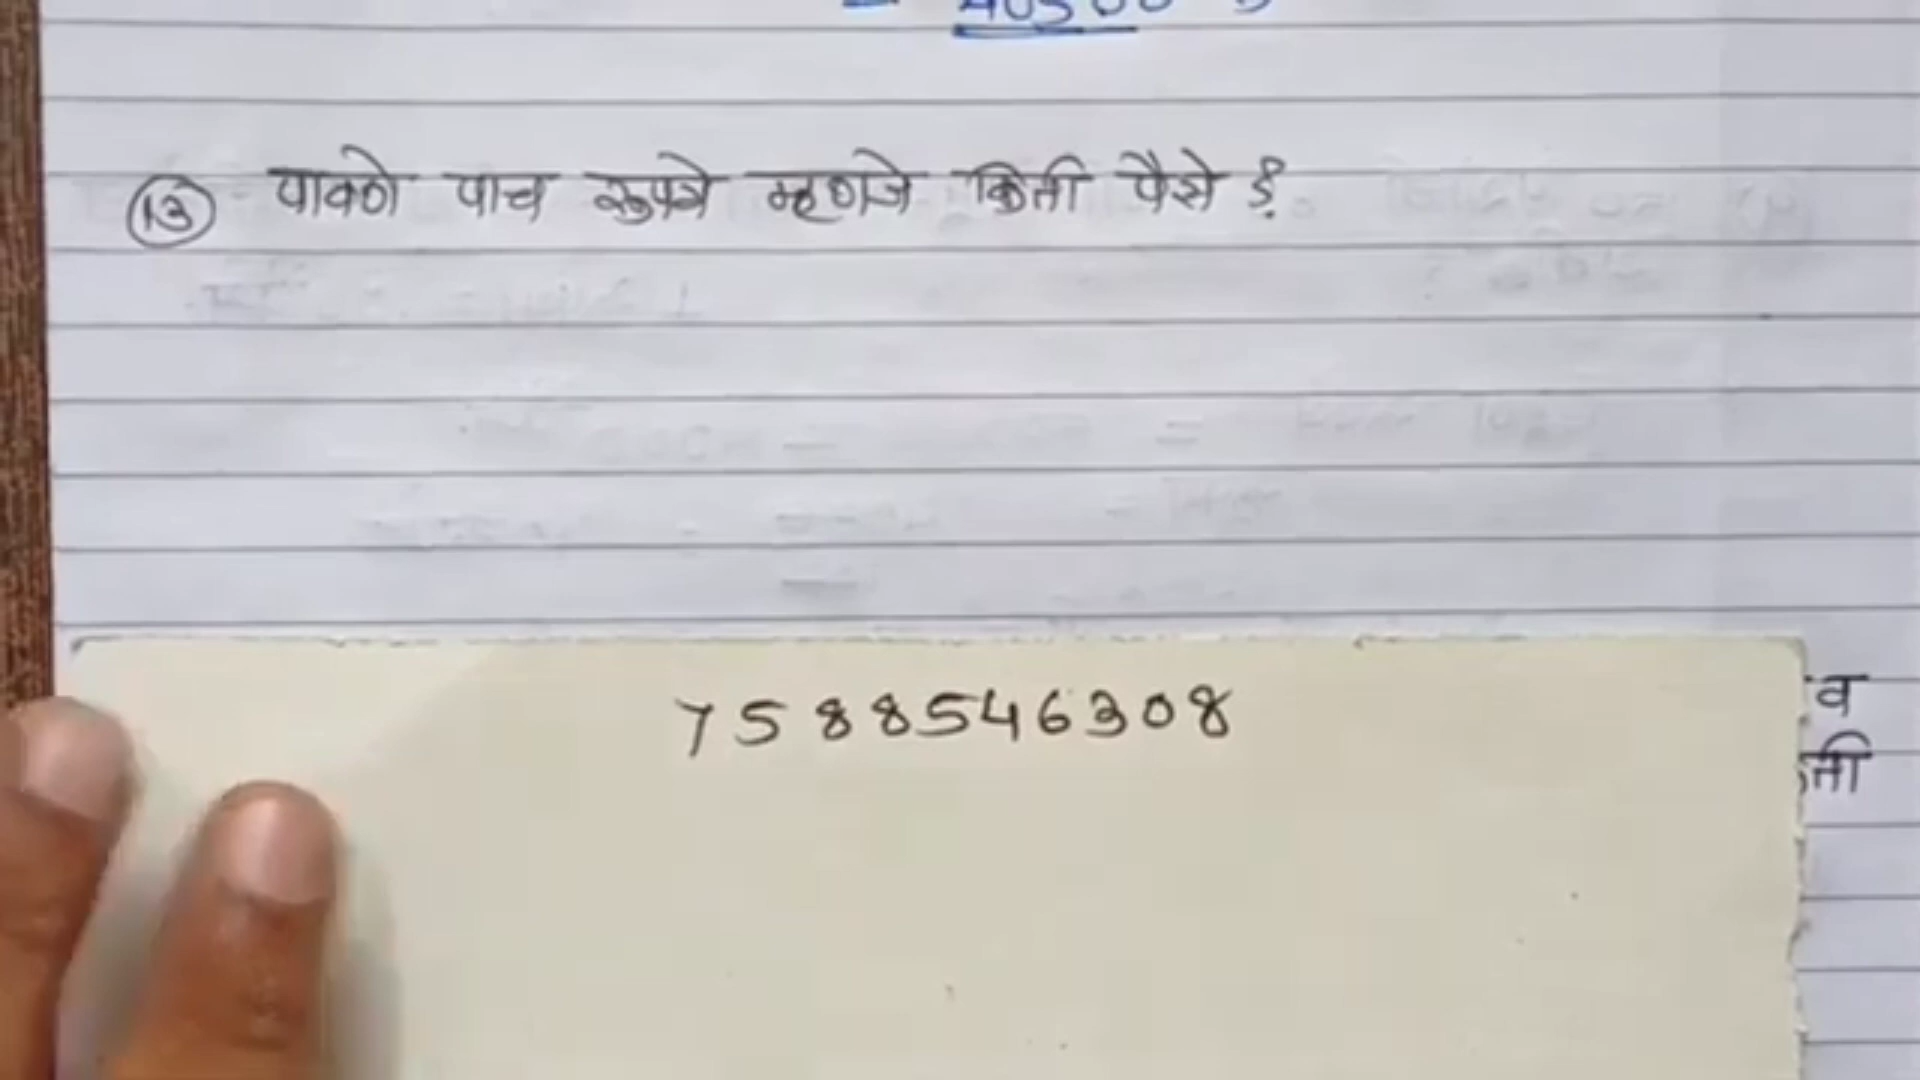 (13) पावणे पाच रुपये म्हणजे किती पैसे ?
7588546308
व